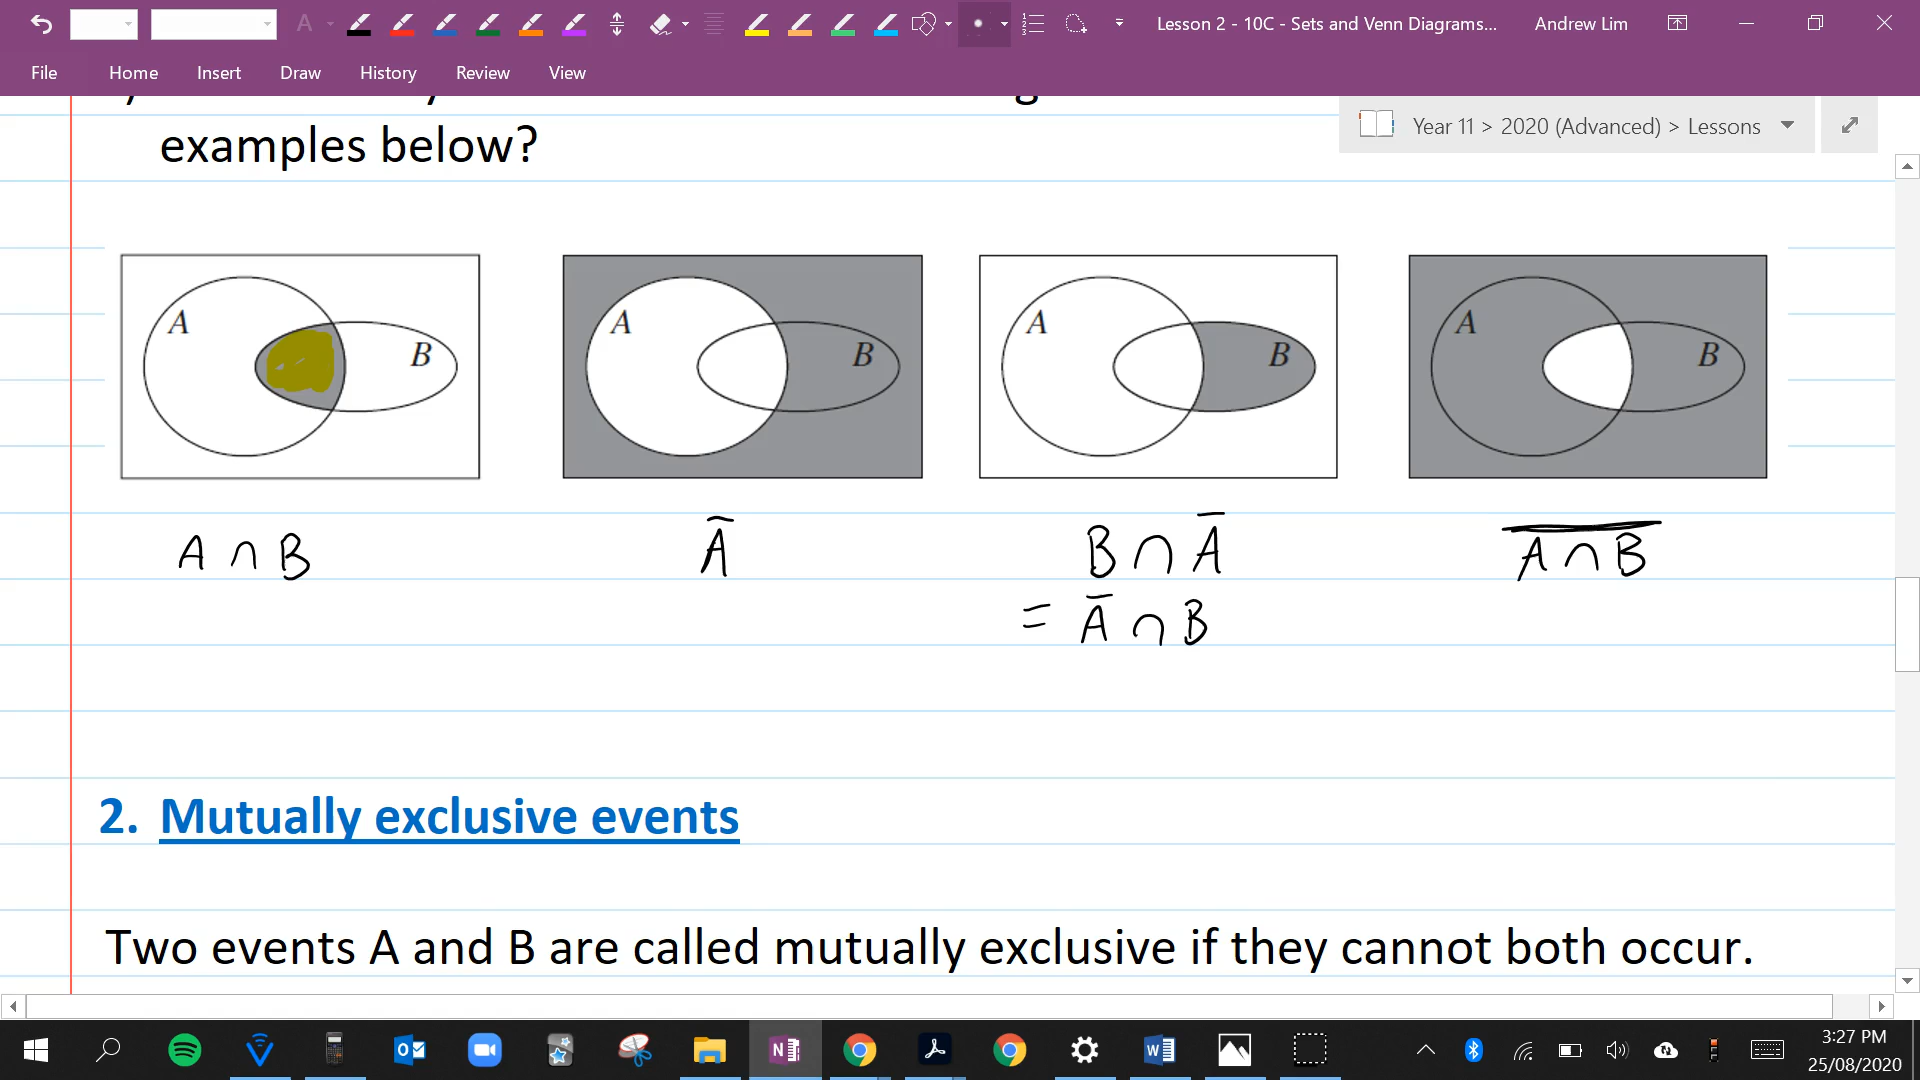 Lesson 2 - 10C - Sets and Venn Diagrams...
Andrew Lim
File Home Insert Draw History Review View
Year 11 > 2020 (Advanced) > Lessons
examples below?
A B A B A B A B
A ∩ B
A̅
B ∩ A̅
= A̅ ∩ B
A̅ ̅∩̅ ̅B̅
2. Mutually exclusive events
Two events A and B are called mutually exclusive if they cannot both occur.
3:27 PM
25/08/2020